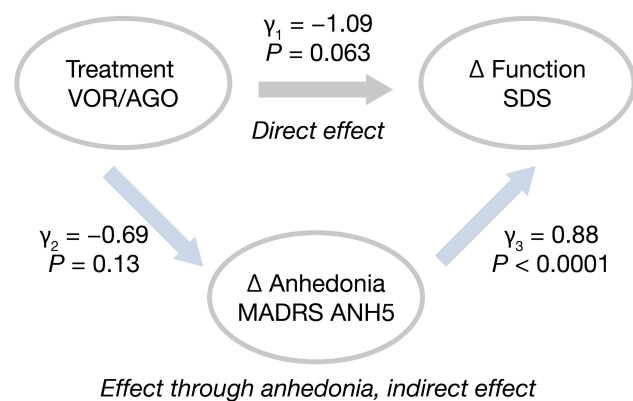 γ₁ = −1.09
P = 0.063
Treatment
VOR/AGO
Δ Function
SDS
Direct effect
γ₂ = −0.69
P = 0.13
γ₃ = 0.88
P < 0.0001
Δ Anhedonia
MADRS ANH5
Effect through anhedonia, indirect effect